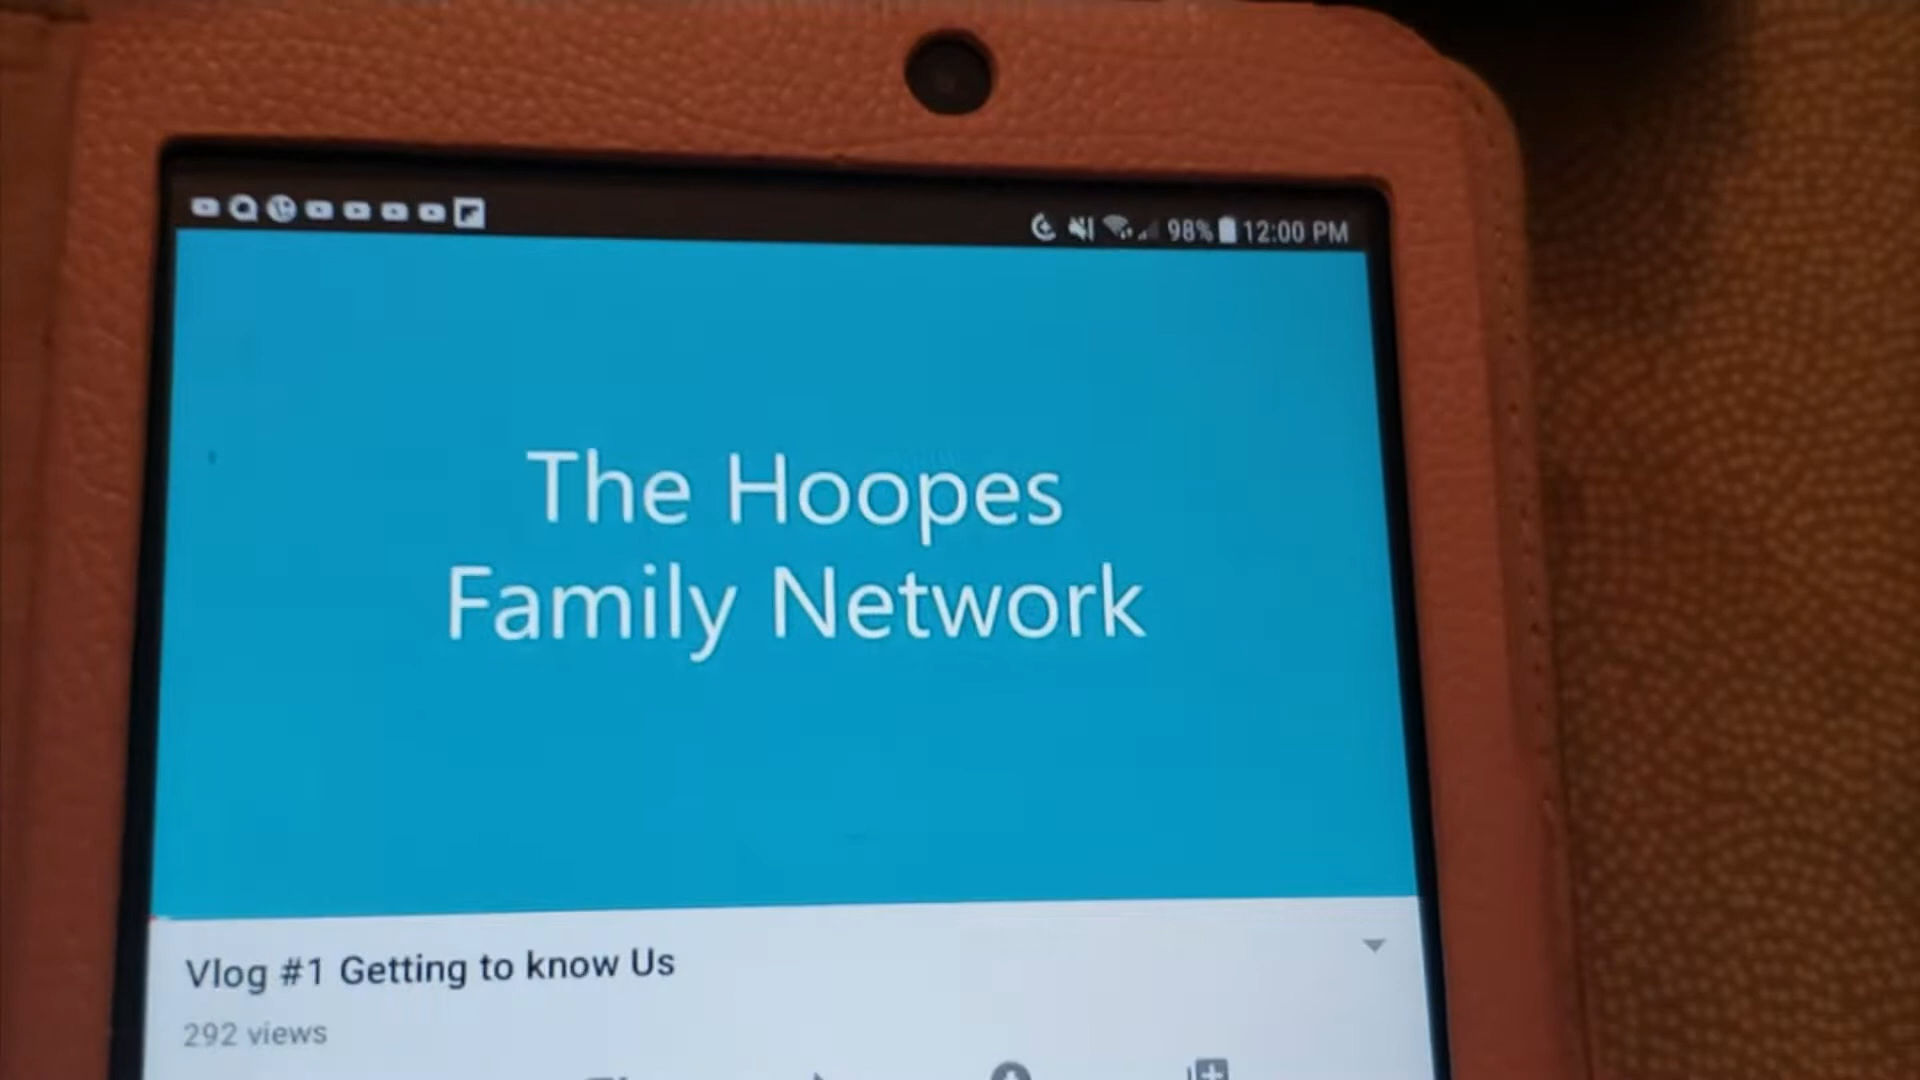 98% 12:00 PM
The Hoopes
Family Network
Vlog #1 Getting to know Us
292 views